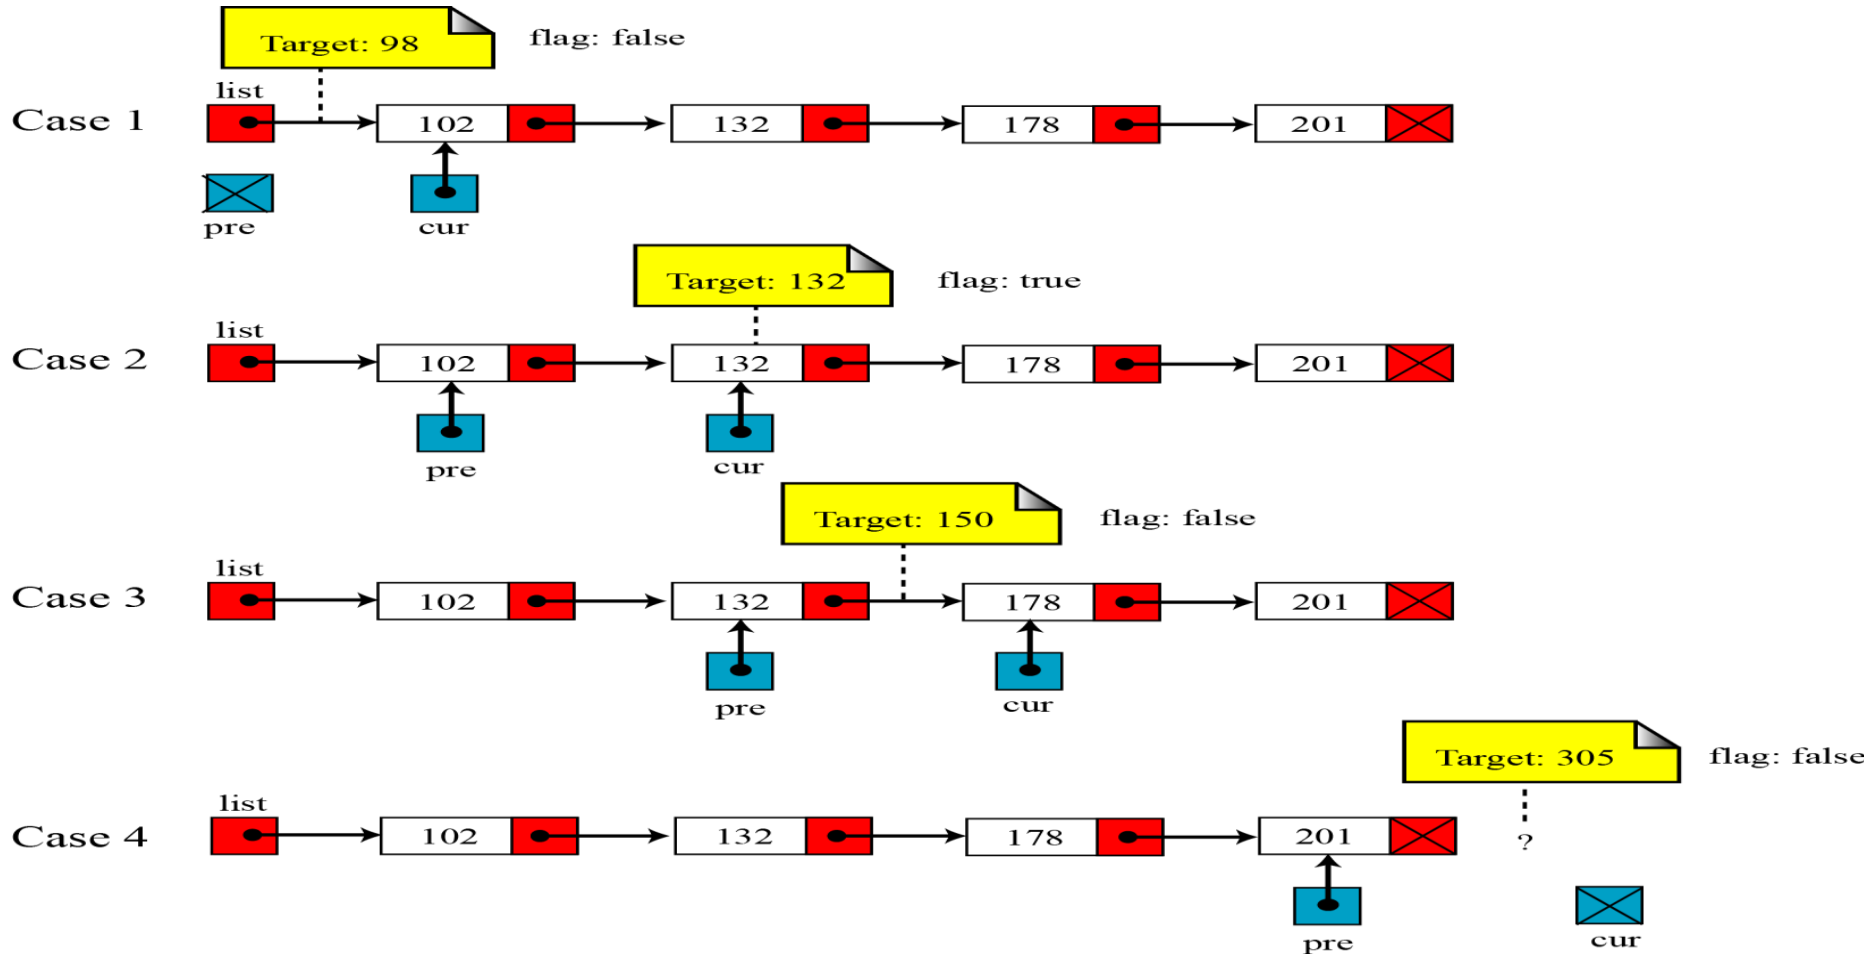 Target: 98
flag: false
list
Case 1
102
132
178
201
pre
cur
Target: 132
flag: true
list
Case 2
102
132
178
201
pre
cur
Target: 150
flag: false
list
Case 3
102
132
178
201
pre
cur
Target: 305
flag: false
list
Case 4
102
132
178
201
?
pre
cur